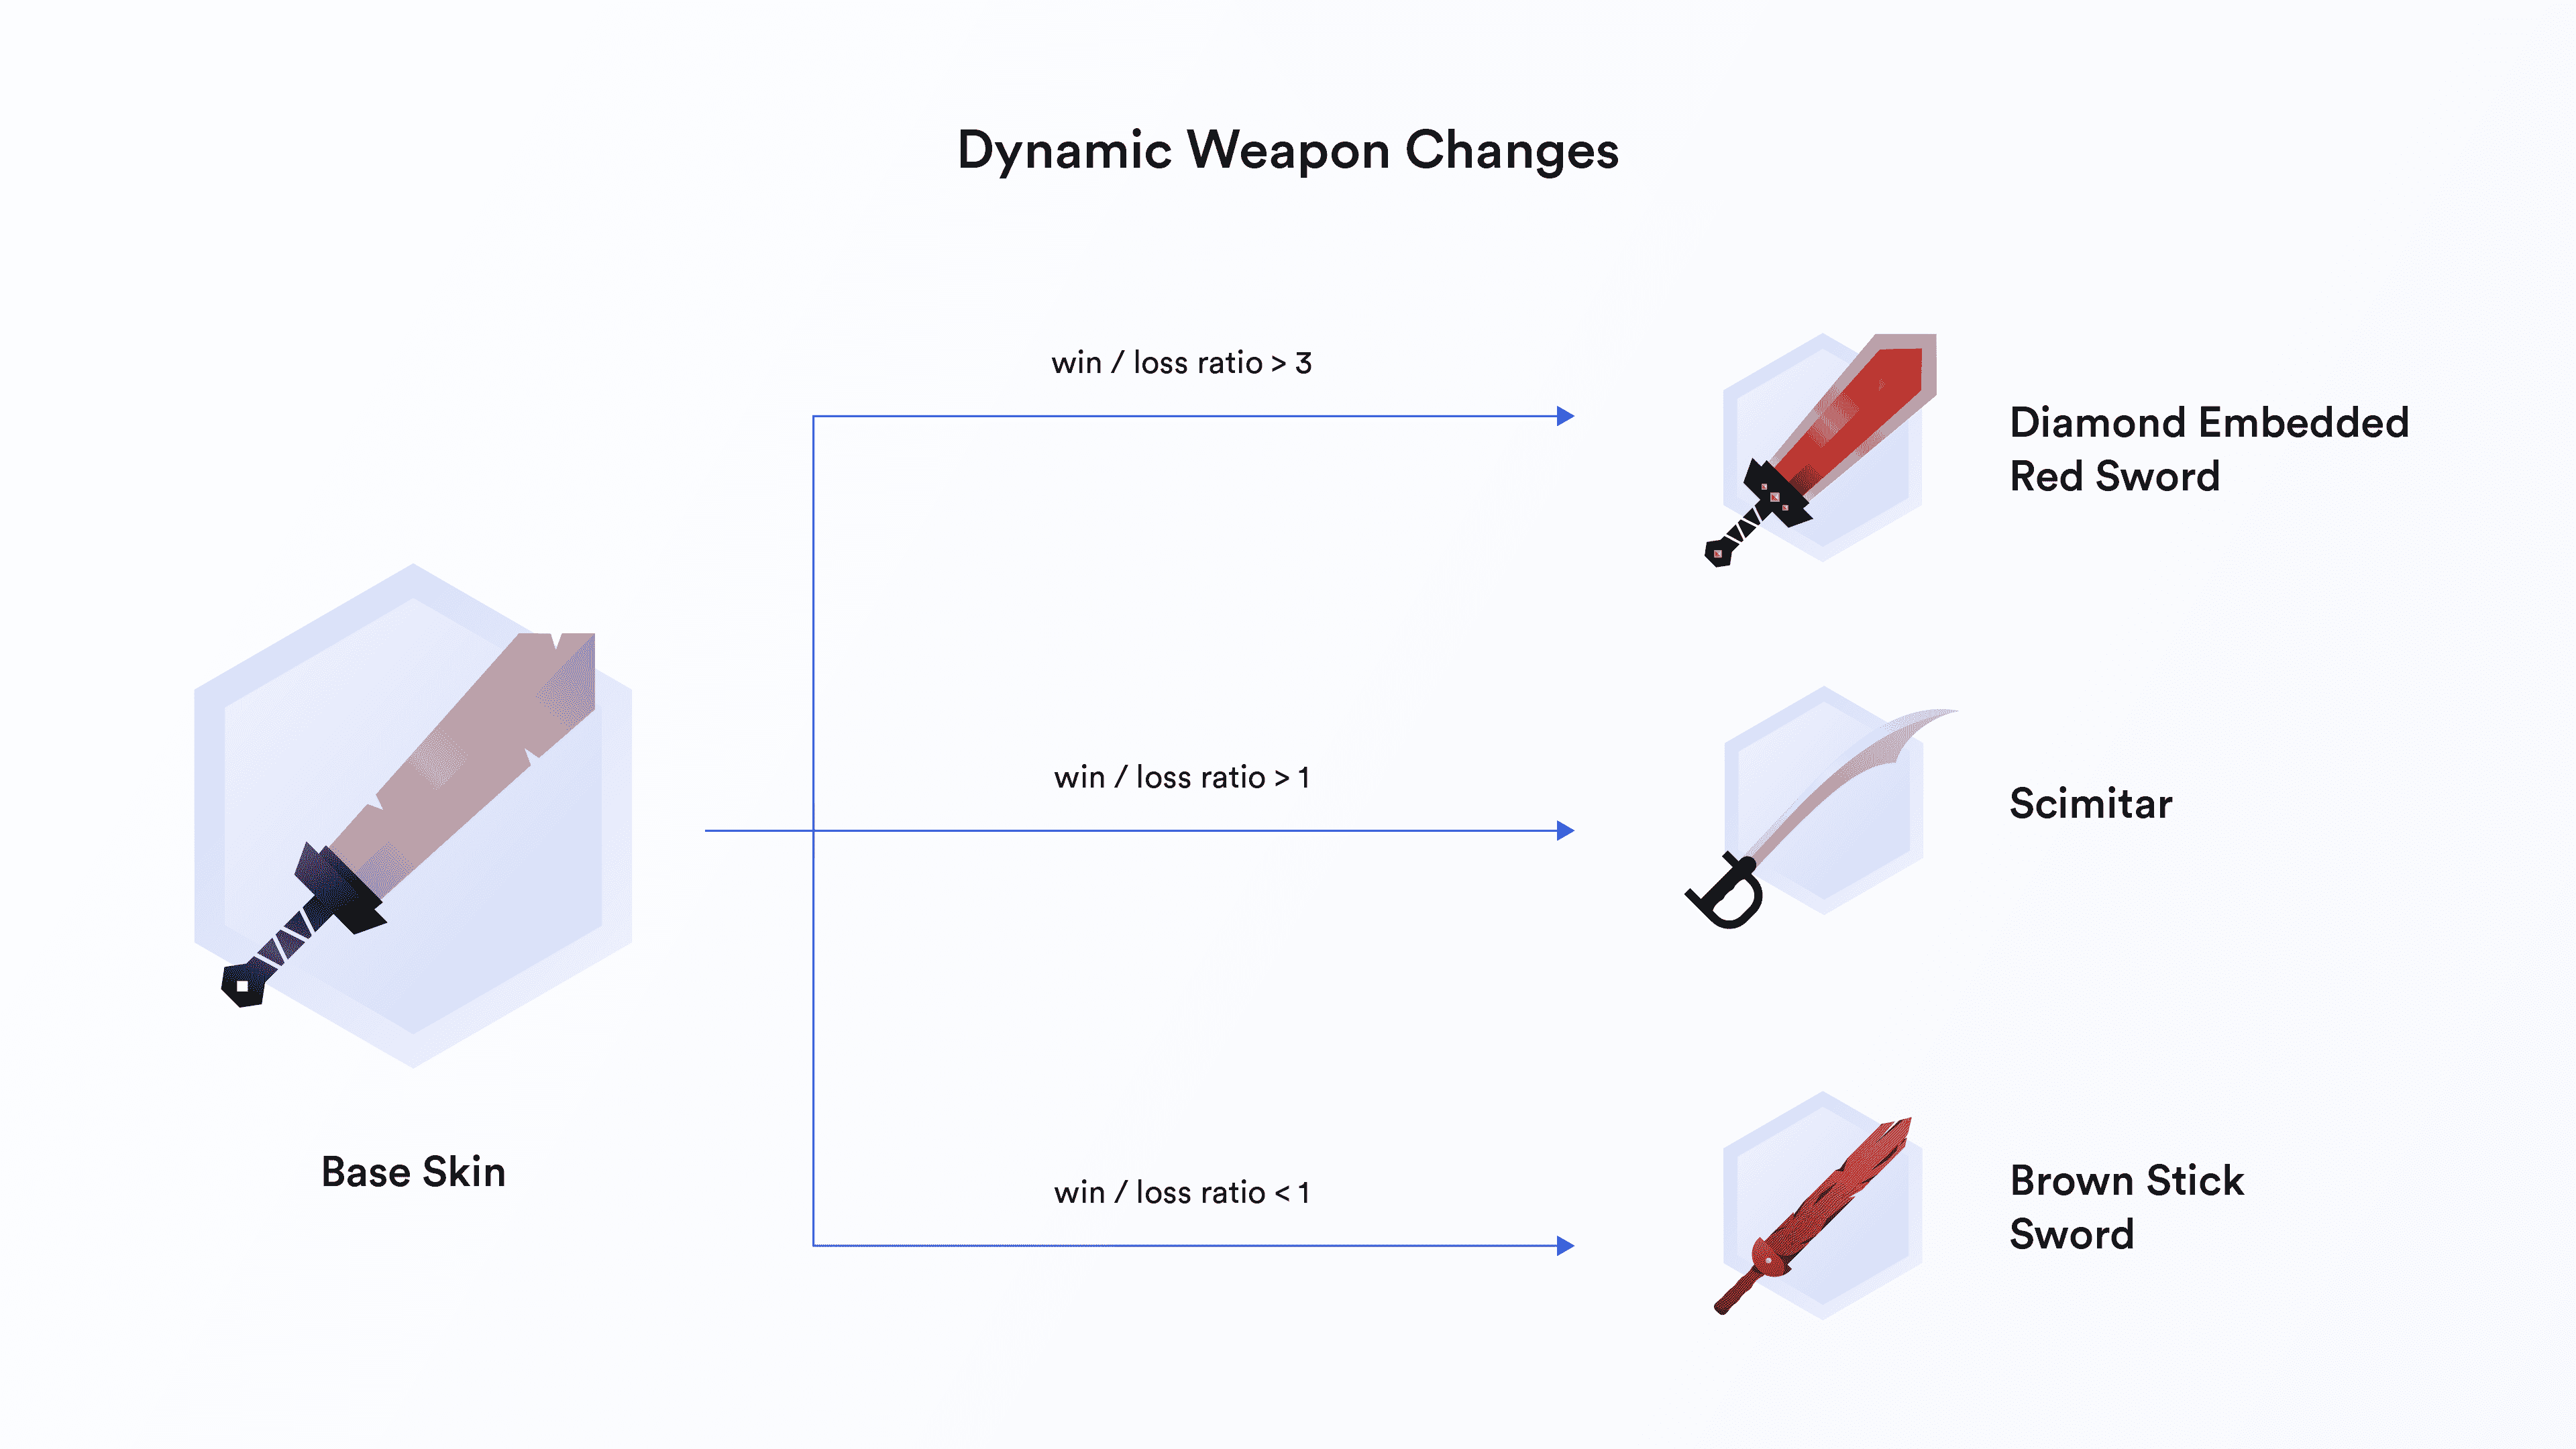 Dynamic Weapon Changes
win / loss ratio > 3
Diamond Embedded
Red Sword
win / loss ratio > 1
Scimitar
Base Skin
win / loss ratio < 1
Brown Stick
Sword